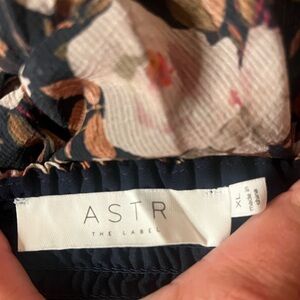 ASTR
THE LABEL
XL